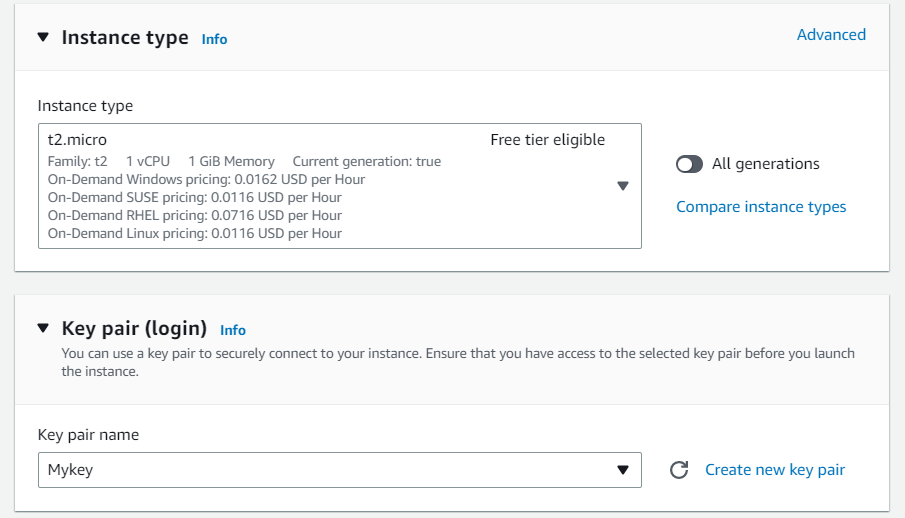 Instance type Info
Advanced
Instance type
t2.micro Free tier eligible
Family: t2 1 vCPU 1 GiB Memory Current generation: true
On-Demand Windows pricing: 0.0162 USD per Hour
On-Demand SUSE pricing: 0.0116 USD per Hour
On-Demand RHEL pricing: 0.0716 USD per Hour
On-Demand Linux pricing: 0.0116 USD per Hour
All generations
Compare instance types
Key pair (login) Info
You can use a key pair to securely connect to your instance. Ensure that you have access to the selected key pair before you launch
the instance.
Key pair name
Mykey
Create new key pair